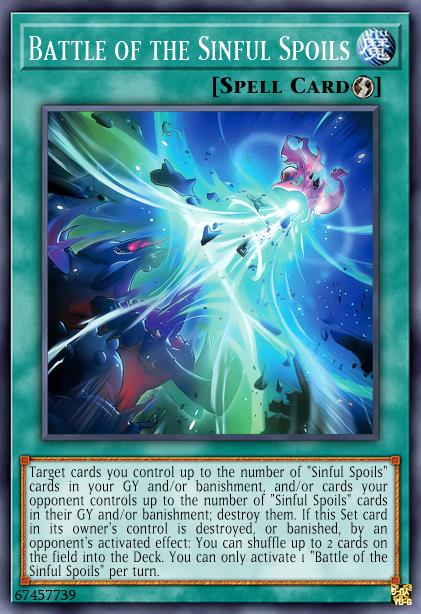 BATTLE OF THE SINFUL SPOILS
魔
[SPELL CARD]
Target cards you control up to the number of "Sinful Spoils"
cards in your GY and/or banishment, and/or cards your
opponent controls up to the number of "Sinful Spoils" cards
in their GY and/or banishment; destroy them. If this Set card
in its owner's control is destroyed, or banished, by an
opponent's activated effect: You can shuffle up to 2 cards on
the field into the Deck. You can only activate 1 "Battle of the
Sinful Spoils" per turn.
67457739